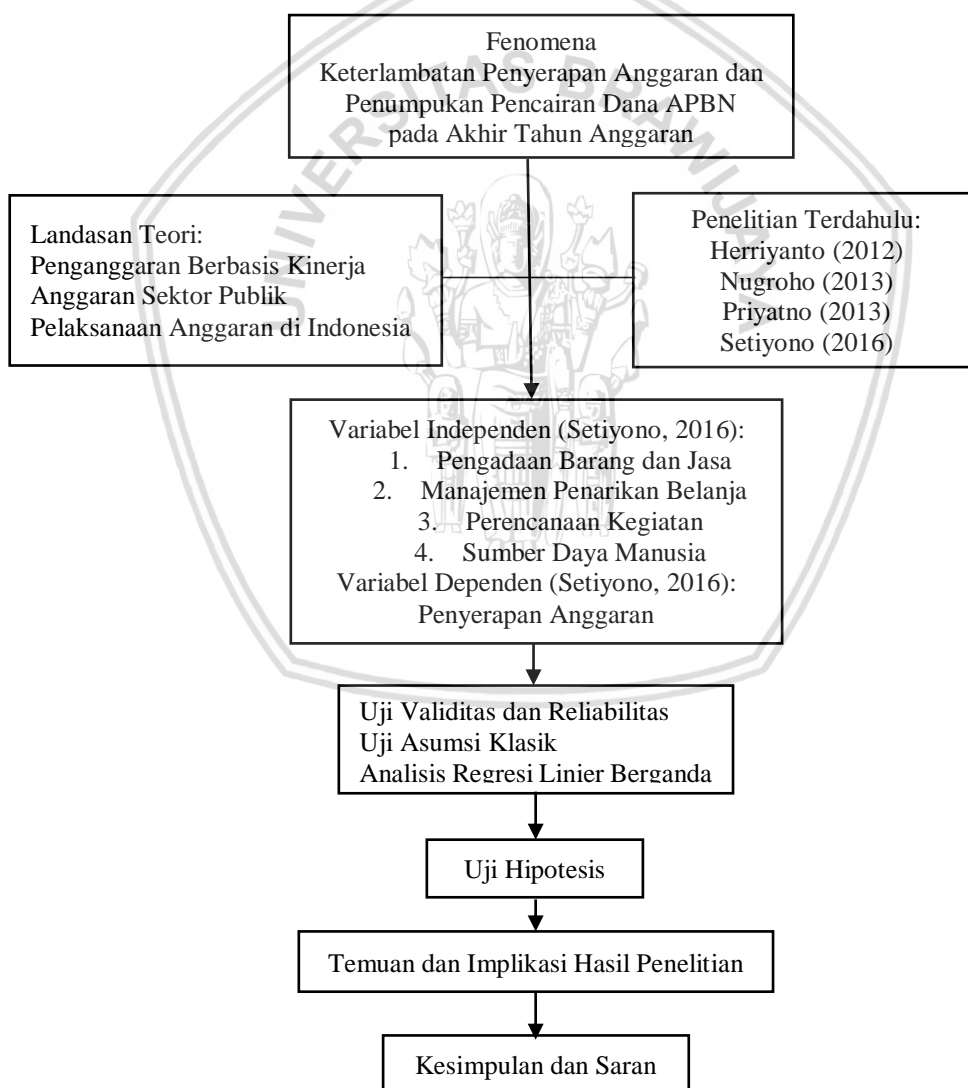 Fenomena
Keterlambatan Penyerapan Anggaran dan
Penumpukan Pencairan Dana APBN
pada Akhir Tahun Anggaran
Landasan Teori:
Penganggaran Berbasis Kinerja
Anggaran Sektor Publik
Pelaksanaan Anggaran di Indonesia
Penelitian Terdahulu:
Herriyanto (2012)
Nugroho (2013)
Priyatno (2013)
Setiyono (2016)
Variabel Independen (Setiyono, 2016):
1. Pengadaan Barang dan Jasa
2. Manajemen Penarikan Belanja
3. Perencanaan Kegiatan
4. Sumber Daya Manusia
Variabel Dependen (Setiyono, 2016):
Penyerapan Anggaran
Uji Validitas dan Reliabilitas
Uji Asumsi Klasik
Analisis Regresi Linier Berganda
Uji Hipotesis
Temuan dan Implikasi Hasil Penelitian
Kesimpulan dan Saran
UNIVERSITAS BRAWIJAYA